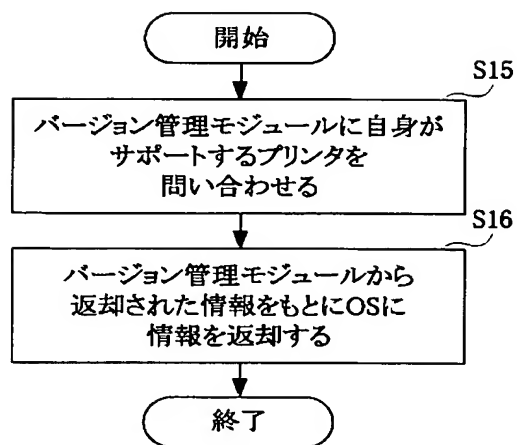 開始
S15
バージョン管理モジュールに自身が
サポートするプリンタを
問い合わせる
S16
バージョン管理モジュールから
返却された情報をもとにOSに
情報を返却する
終了